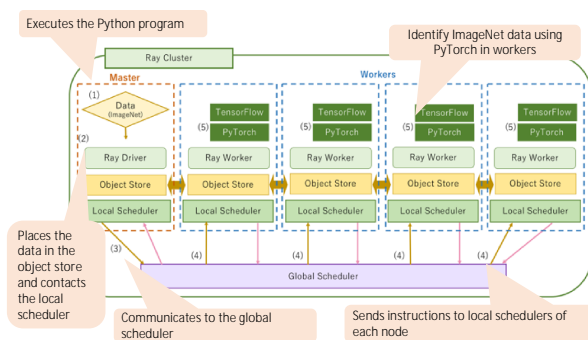 Executes the Python program
Identify ImageNet data using
PyTorch in workers
Ray Cluster
Master
Workers
(1)
Data
(ImageNet)
TensorFlow
TensorFlow
TensorFlow
TensorFlow
(5)
PyTorch
(5)
PyTorch
(5)
PyTorch
(5)
PyTorch
(2)
Ray Driver
Ray Worker
Ray Worker
Ray Worker
Ray Worker
Object Store
Object Store
Object Store
Object Store
Object Store
Local Scheduler
Local Scheduler
Local Scheduler
Local Scheduler
Local Scheduler
Places the
data in the
object store
and contacts
the local
scheduler
(3)
(4)
(4)
(4)
(4)
Global Scheduler
Communicates to the global
scheduler
Sends instructions to local schedulers of
each node